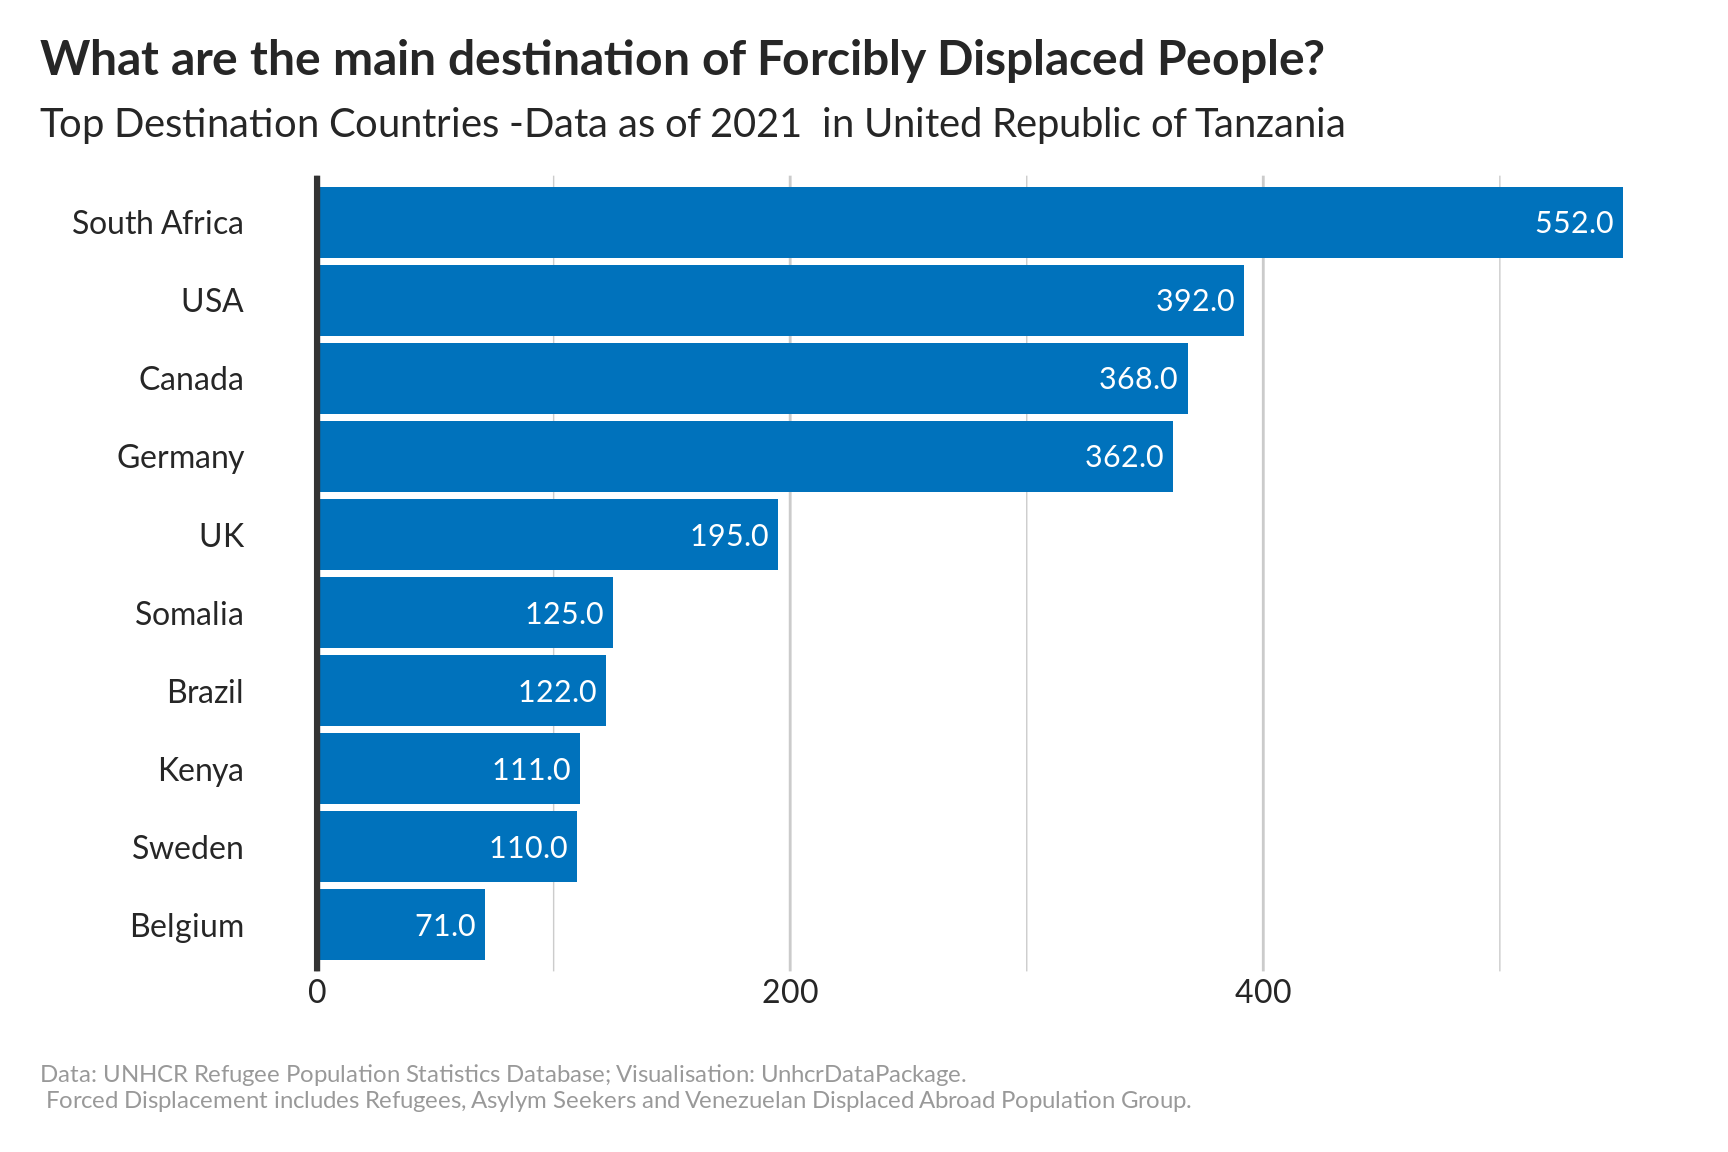 What are the main destination of Forcibly Displaced People?
Top Destination Countries -Data as of 2021  in United Republic of Tanzania
South Africa 552.0
USA 392.0
Canada 368.0
Germany 362.0
UK 195.0
Somalia 125.0
Brazil 122.0
Kenya 111.0
Sweden 110.0
Belgium 71.0
0 200 400
Data: UNHCR Refugee Population Statistics Database; Visualisation: UnhcrDataPackage.
Forced Displacement includes Refugees, Asylym Seekers and Venezuelan Displaced Abroad Population Group.